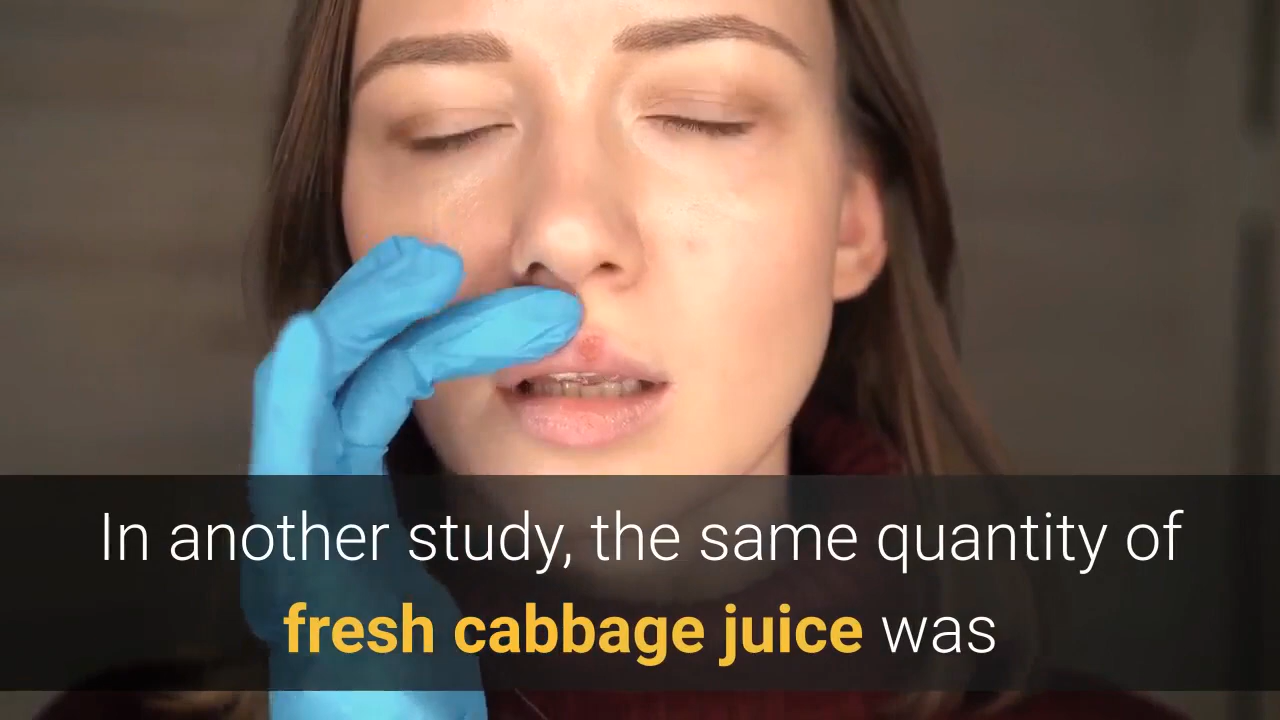 In another study, the same quantity of
fresh cabbage juice was